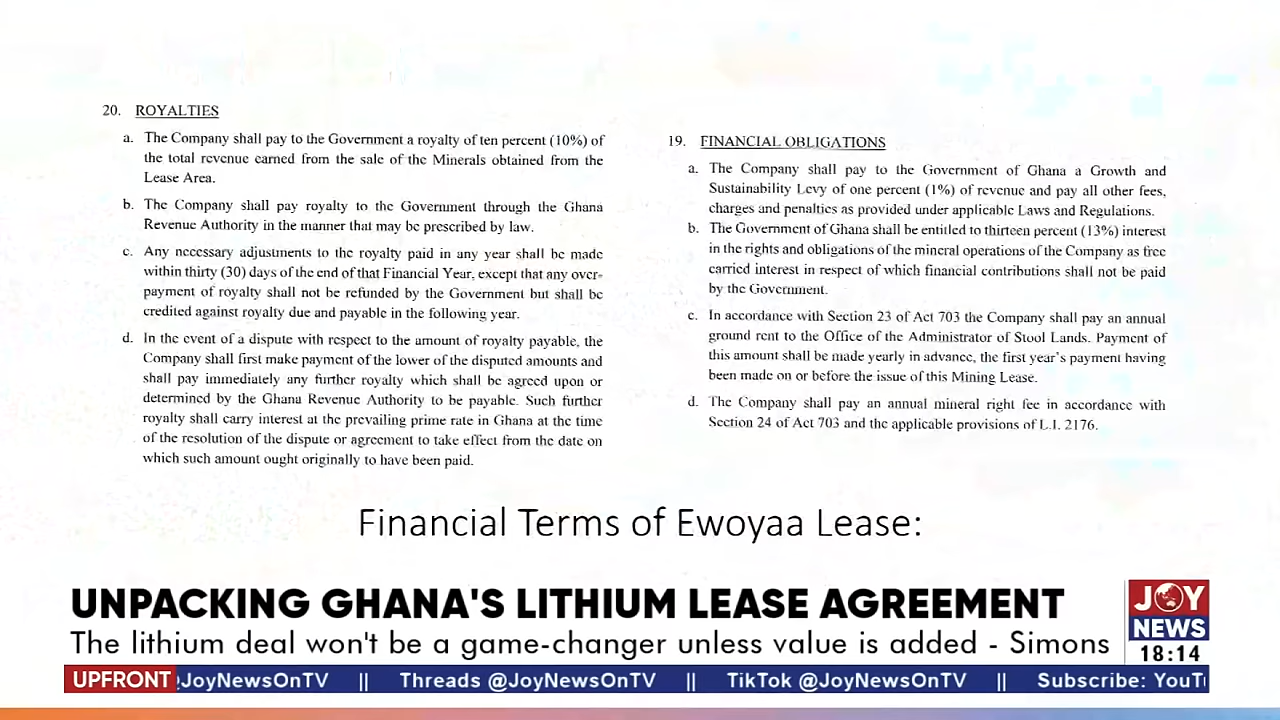 20. ROYALTIES
a. The Company shall pay to the Government a royalty of ten percent (10%) of
the total revenue earned from the sale of the Minerals obtained from the
Lease Area.
b. The Company shall pay royalty to the Government through the Ghana
Revenue Authority in the manner that may be prescribed by law.
c. Any necessary adjustments to the royalty paid in any year shall be made
within thirty (30) days of the end of that Financial Year, except that any over-
payment of royalty shall not be refunded by the Government but shall be
credited against royalty due and payable in the following year.
d. In the event of a dispute with respect to the amount of royalty payable, the
Company shall first make payment of the lower of the disputed amounts and
shall pay immediately any further royalty which shall be agreed upon or
determined by the Ghana Revenue Authority to be payable. Such further
royalty shall carry interest at the prevailing prime rate in Ghana at the time
of the resolution of the dispute or agreement to take effect from the date on
which such amount ought originally to have been paid.
19. FINANCIAL OBLIGATIONS
a. The Company shall pay to the Government of Ghana a Growth and
Sustainability Levy of one percent (1%) of revenue and pay all other fees,
charges and penalties as provided under applicable Laws and Regulations.
b. The Government of Ghana shall be entitled to thirteen percent (13%) interest
in the rights and obligations of the mineral operations of the Company as free
carried interest in respect of which financial contributions shall not be paid
by the Government.
c. In accordance with Section 23 of Act 703 the Company shall pay an annual
ground rent to the Office of the Administrator of Stool Lands. Payment of
this amount shall be made yearly in advance, the first year's payment having
been made on or before the issue of this Mining Lease.
d. The Company shall pay an annual mineral right fee in accordance with
Section 24 of Act 703 and the applicable provisions of L.I. 2176.
Financial Terms of Ewoyaa Lease:
UNPACKING GHANA'S LITHIUM LEASE AGREEMENT
The lithium deal won't be a game-changer unless value is added - Simons
JOY
NEWS
18:14
UPFRONT JoyNewsOnTV || Threads @JoyNewsOnTV || TikTok @JoyNewsOnTV || Subscribe: YouT